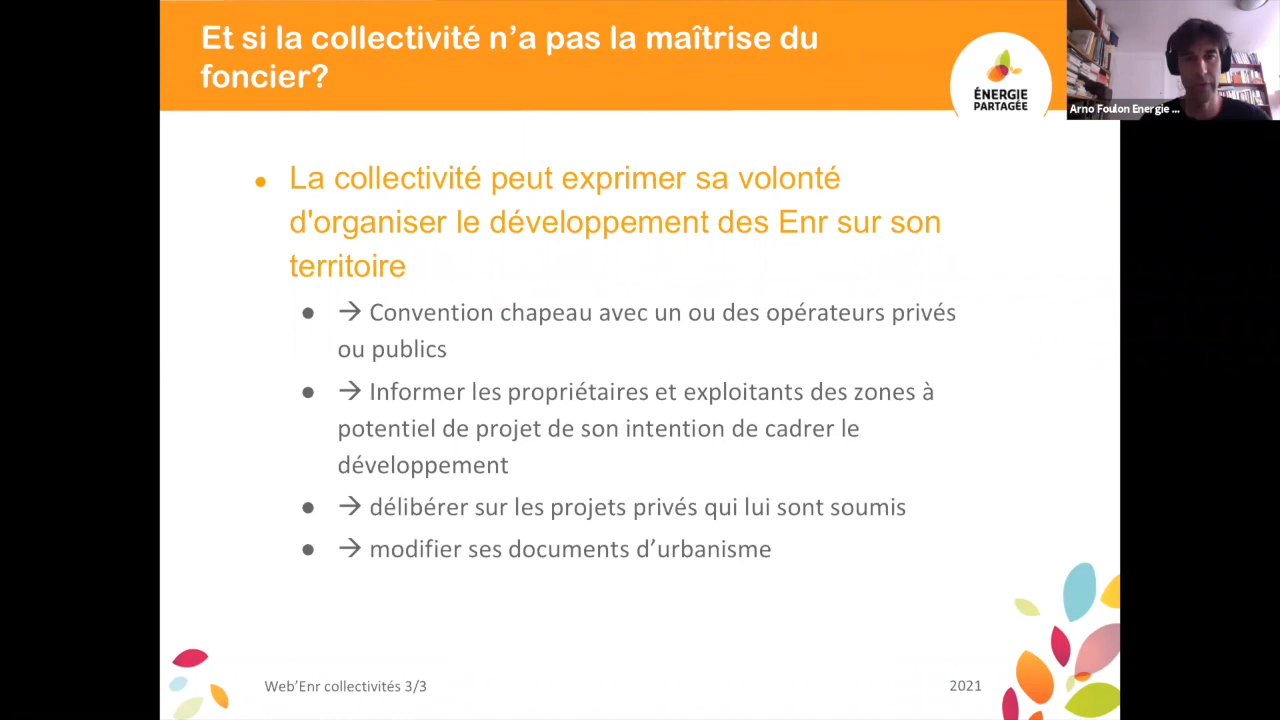 Et si la collectivité n’a pas la maîtrise du
foncier?
ÉNERGIE
PARTAGÉE
Arno Foulon Energie ...
● La collectivité peut exprimer sa volonté
d'organiser le développement des Enr sur son
territoire
● → Convention chapeau avec un ou des opérateurs privés
ou publics
● → Informer les propriétaires et exploitants des zones à
potentiel de projet de son intention de cadrer le
développement
● → délibérer sur les projets privés qui lui sont soumis
● → modifier ses documents d’urbanisme
Web’Enr collectivités 3/3
2021